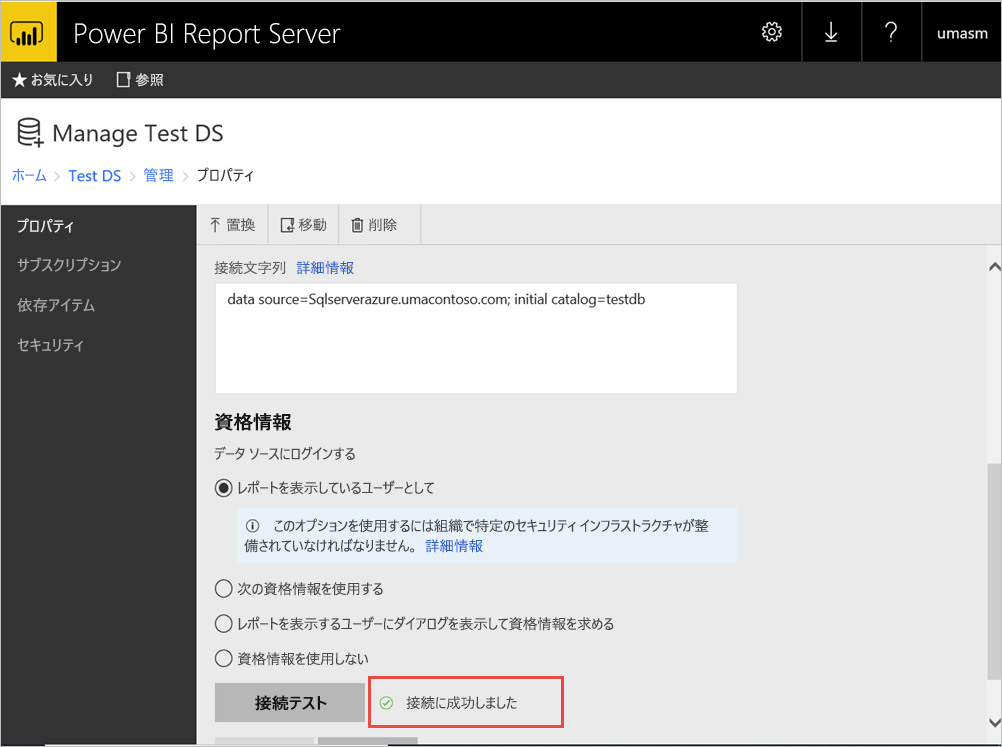 Power BI Report Server
umasm
お気に入り 参照
Manage Test DS
ホーム > Test DS > 管理 > プロパティ
プロパティ
サブスクリプション
依存アイテム
セキュリティ
置換 移動 削除
接続文字列 詳細情報
data source=Sqlserverazure.umacontoso.com; initial catalog=testdb
資格情報
データ ソースにログインする
レポートを表示しているユーザーとして
このオプションを使用するには組織で特定のセキュリティ インフラストラクチャが整
備されていなければなりません。 詳細情報
次の資格情報を使用する
レポートを表示するユーザーにダイアログを表示して資格情報を求める
資格情報を使用しない
接続テスト 接続に成功しました